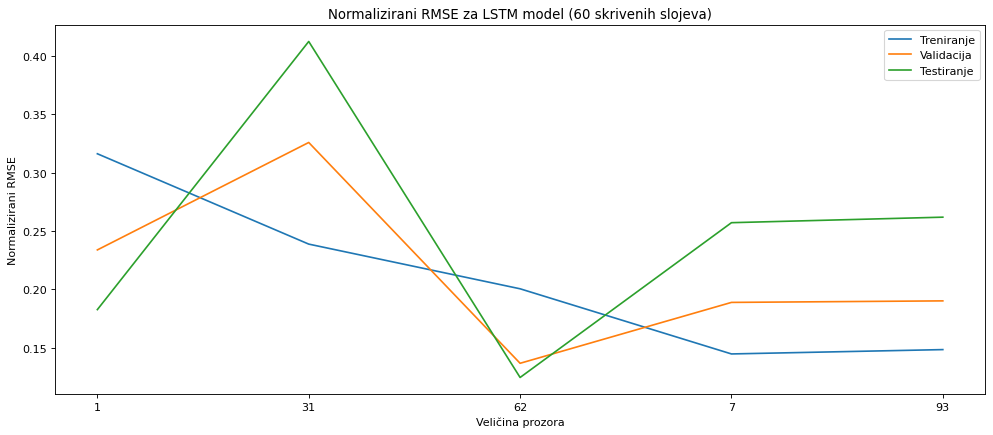 Normalizirani RMSE za LSTM model (60 skrivenih slojeva)
Treniranje
Validacija
Testiranje
Normalizirani RMSE
0.40
0.35
0.30
0.25
0.20
0.15
1 31 62 7 93
Veličina prozora